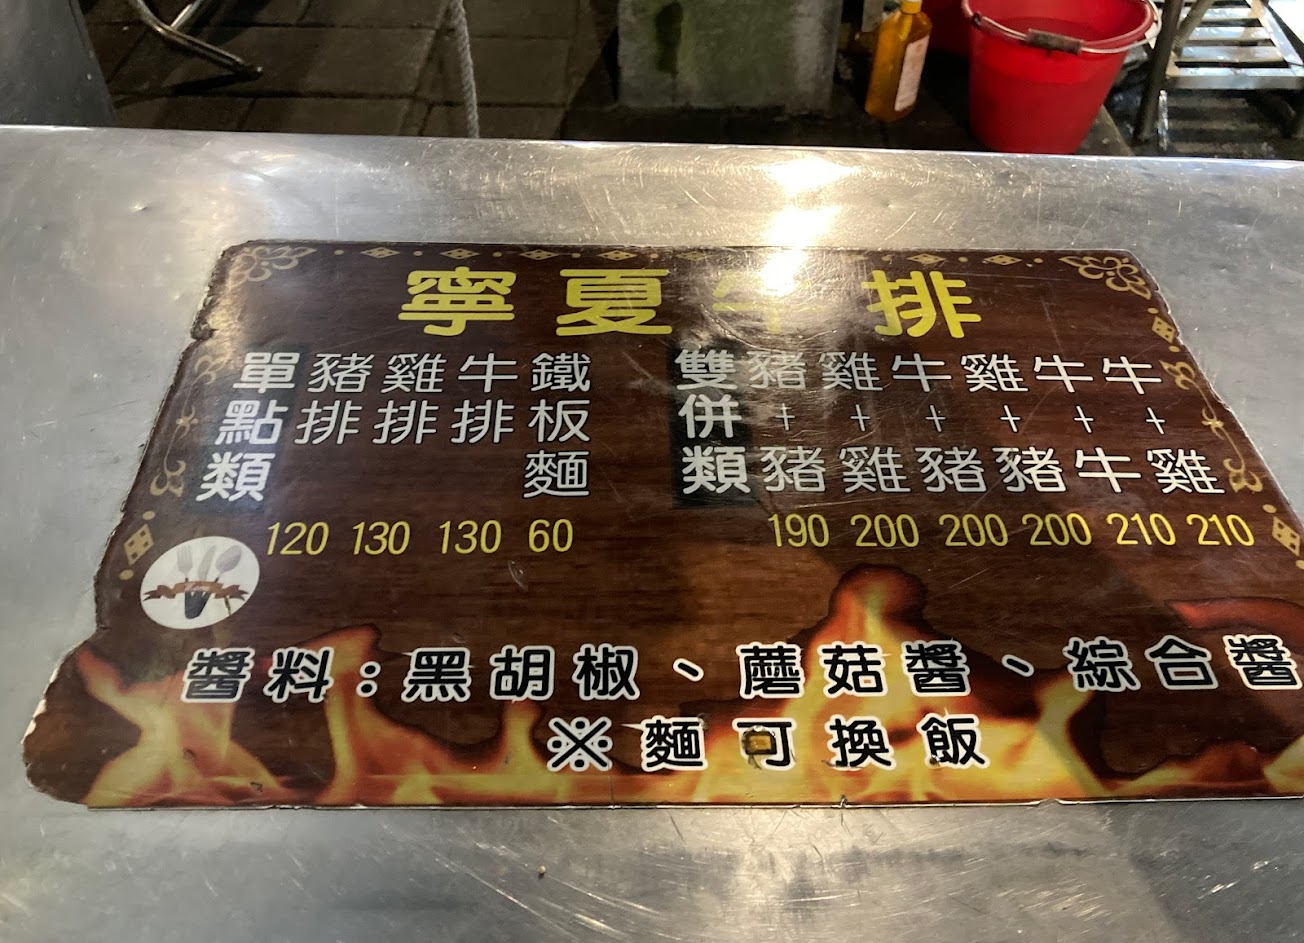 寧夏牛排
單點類
豬排 120
雞排 130
牛排 130
鐵板麵 60
雙併類
豬+豬 190
雞+雞 200
牛+豬 200
雞+豬 200
牛+牛 210
牛+雞 210
醬料：黑胡椒、蘑菇醬、綜合醬
※麵可換飯